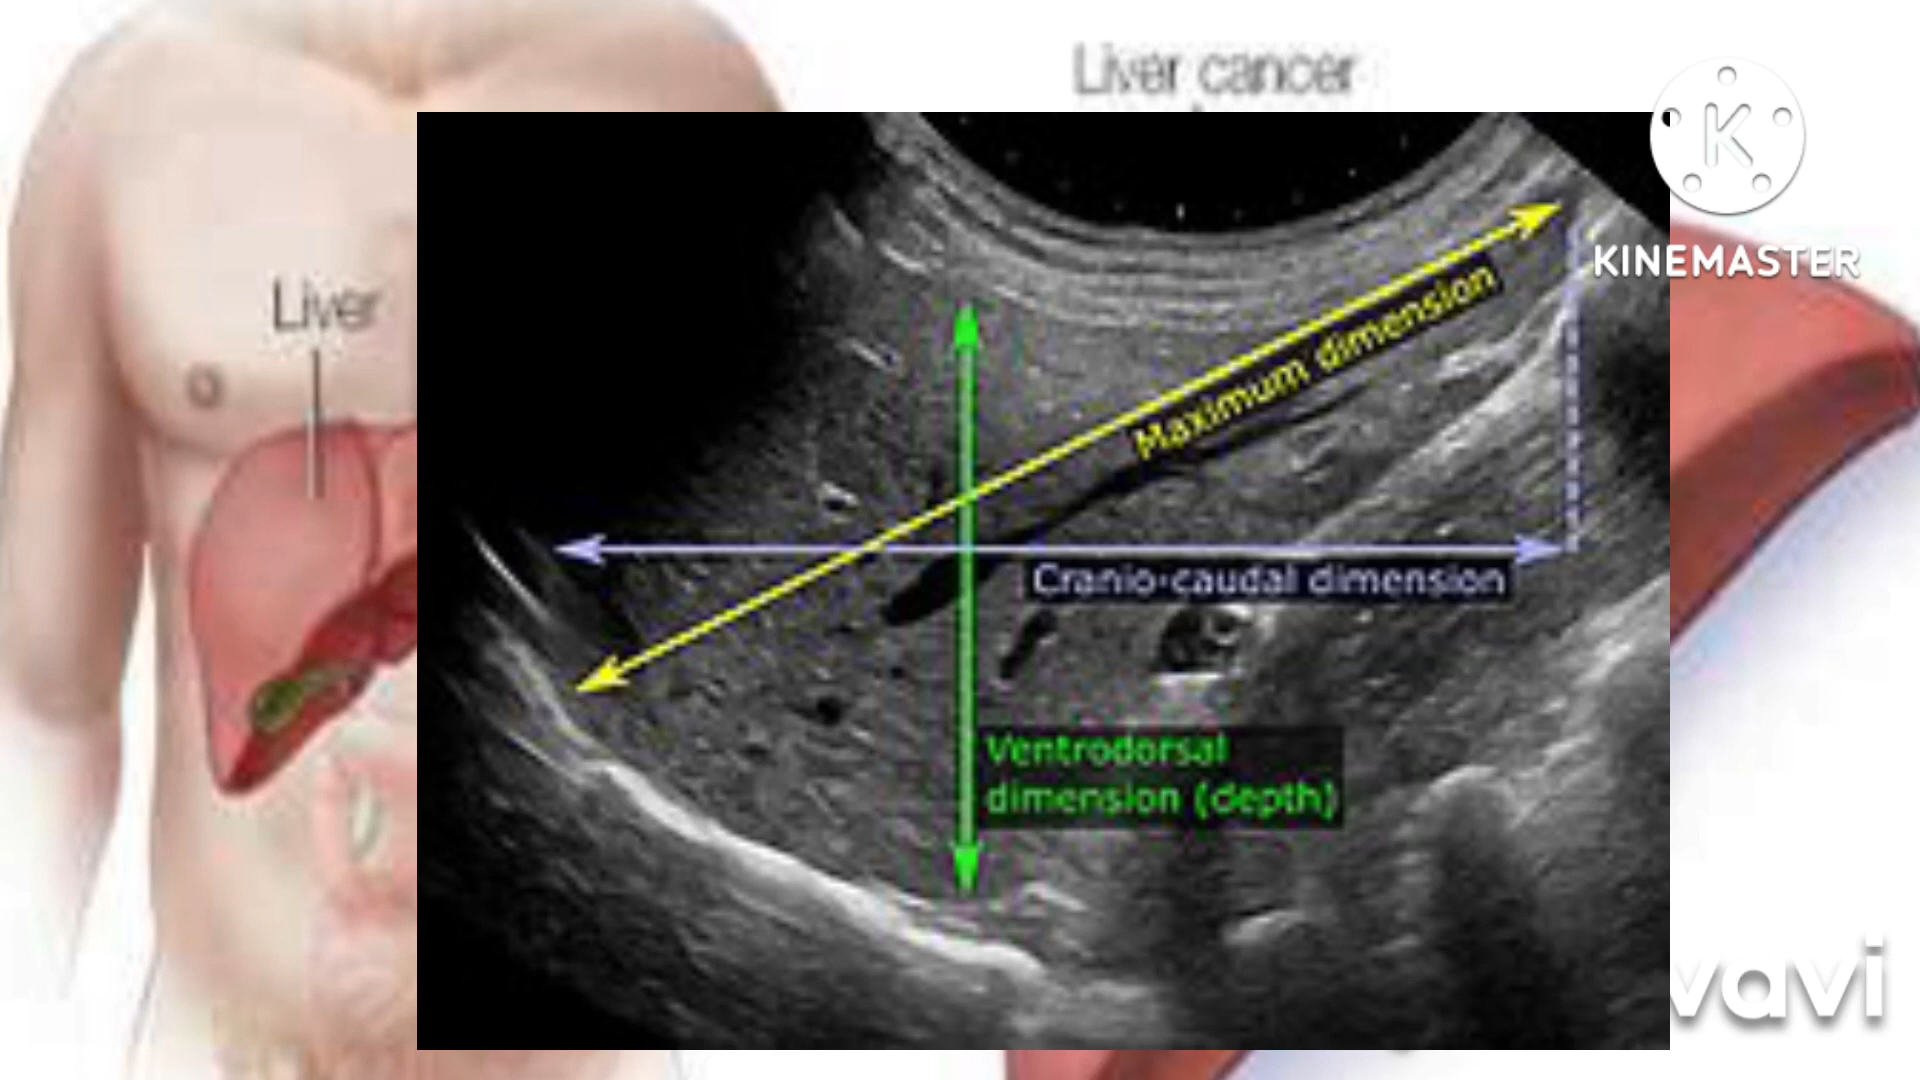 Liver cancer
K
KINEMASTER
Liver
Maximum dimension
Cranio-caudal dimension
Ventrodorsal
dimension (depth)
vavi